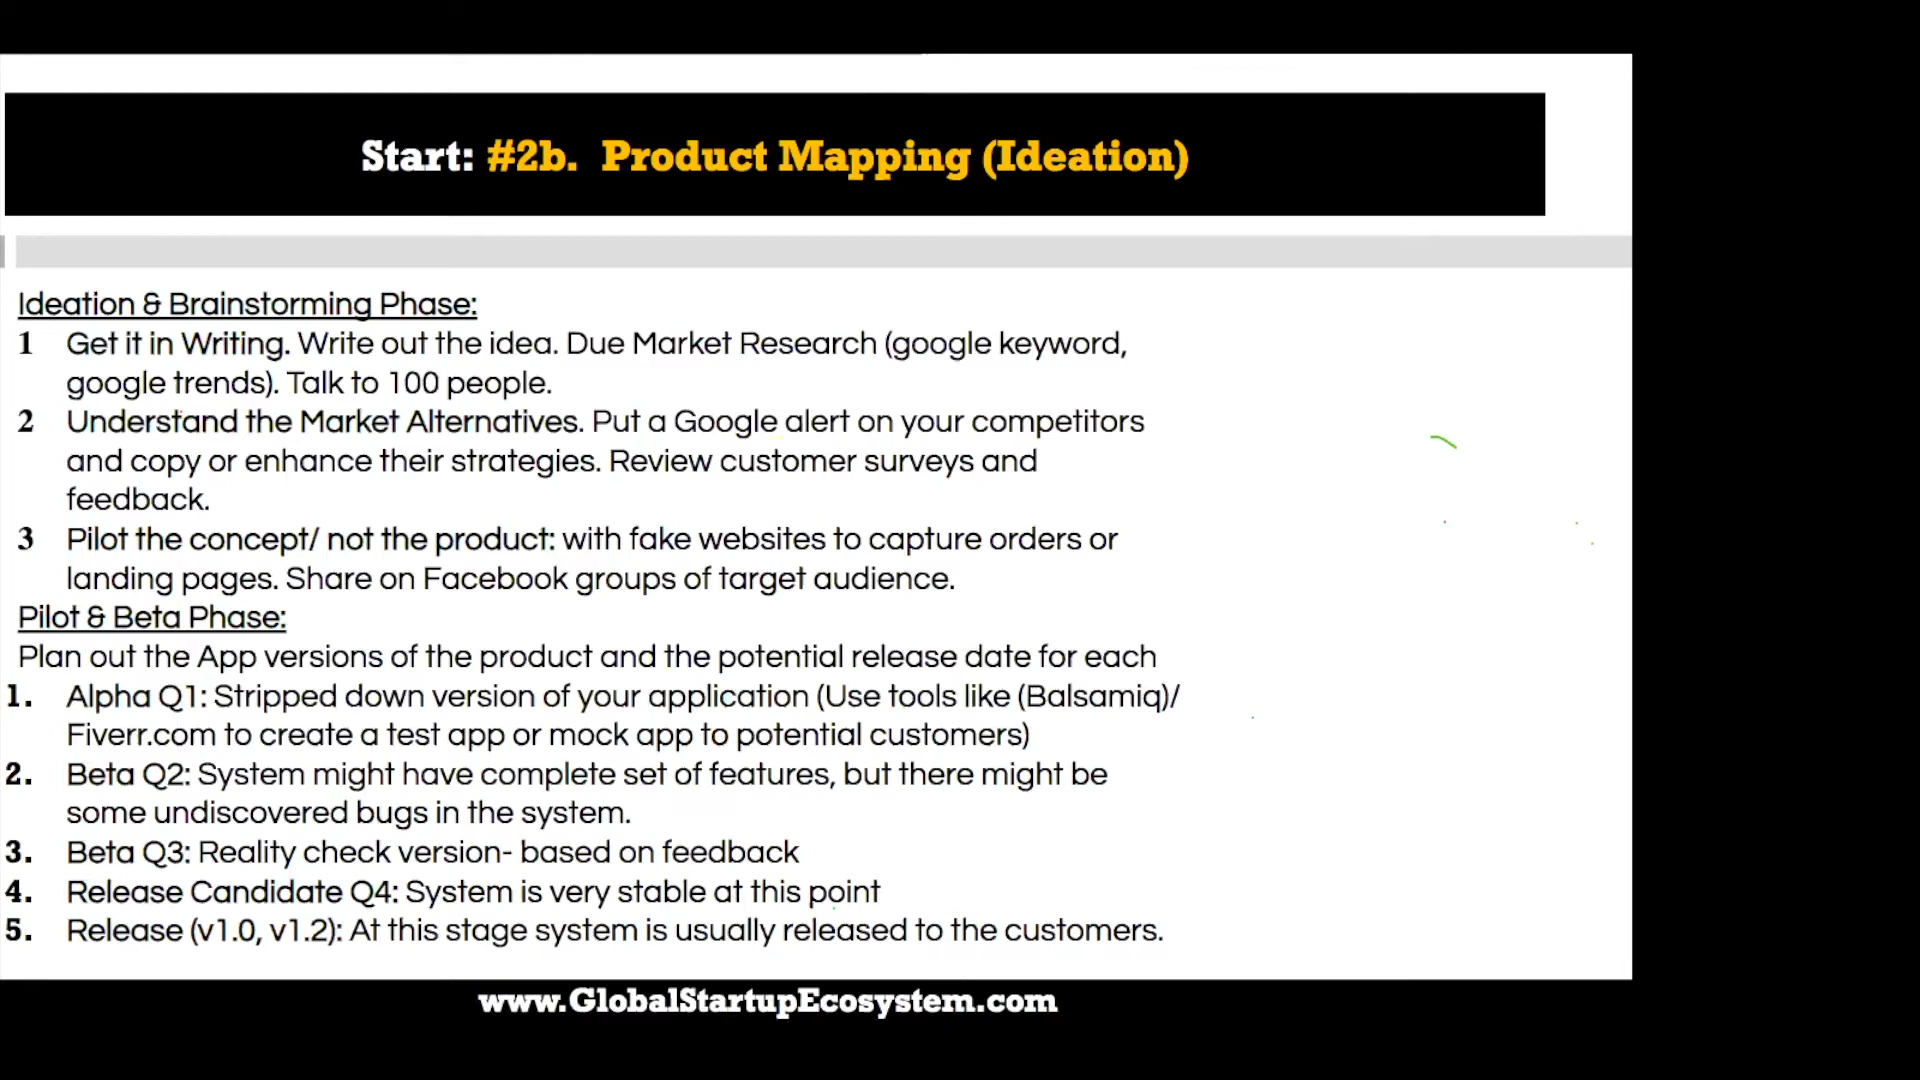 Start: #2b. Product Mapping (Ideation)
Ideation & Brainstorming Phase:
1 Get it in Writing. Write out the idea. Due Market Research (google keyword,
google trends). Talk to 100 people.
2 Understand the Market Alternatives. Put a Google alert on your competitors
and copy or enhance their strategies. Review customer surveys and
feedback.
3 Pilot the concept/ not the product: with fake websites to capture orders or
landing pages. Share on Facebook groups of target audience.
Pilot & Beta Phase:
Plan out the App versions of the product and the potential release date for each
1. Alpha Q1: Stripped down version of your application (Use tools like (Balsamiq)/
Fiverr.com to create a test app or mock app to potential customers)
2. Beta Q2: System might have complete set of features, but there might be
some undiscovered bugs in the system.
3. Beta Q3: Reality check version- based on feedback
4. Release Candidate Q4: System is very stable at this point
5. Release (v1.0, v1.2): At this stage system is usually released to the customers.
www.GlobalStartupEcosystem.com